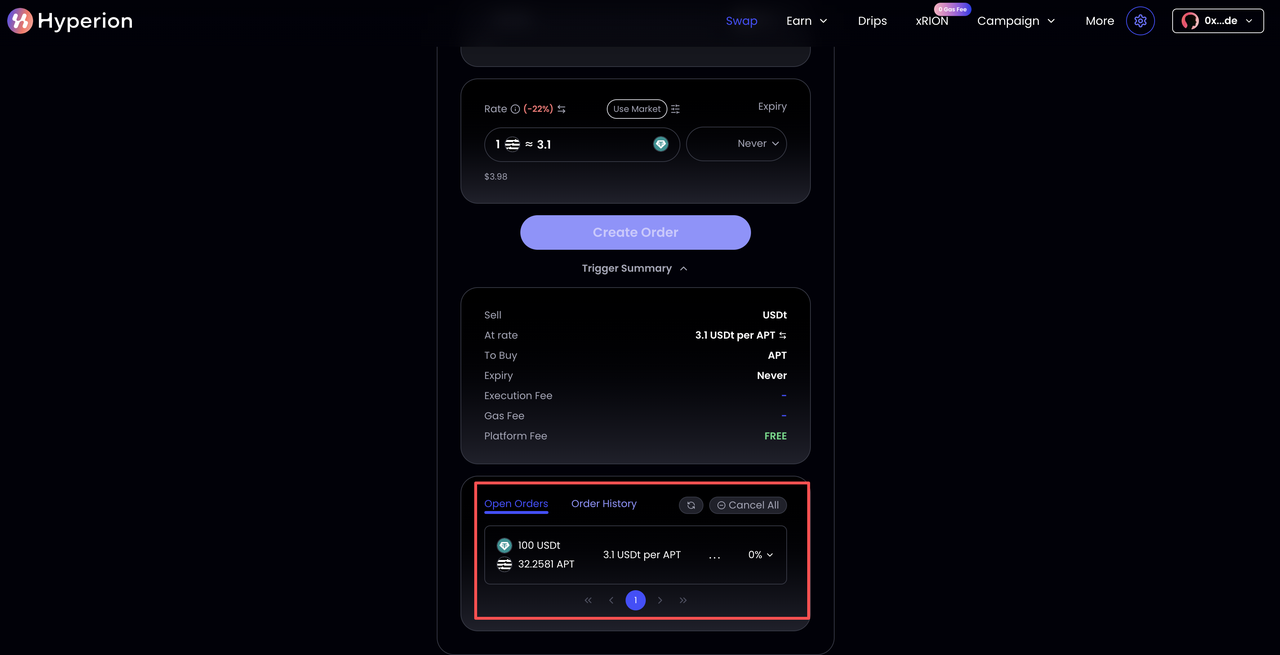 Hyperion
Swap Earn Drips xRION 0 Gas Fee Campaign More 0x...de
Rate (-22%) Use Market Expiry
1 ≈ 3.1 Never
$3.98
Create Order
Trigger Summary
Sell USDt
At rate 3.1 USDt per APT
To Buy APT
Expiry Never
Execution Fee -
Gas Fee -
Platform Fee FREE
Open Orders Order History Cancel All
100 USDt
32.2581 APT 3.1 USDt per APT ... 0%
« ‹ 1 › »